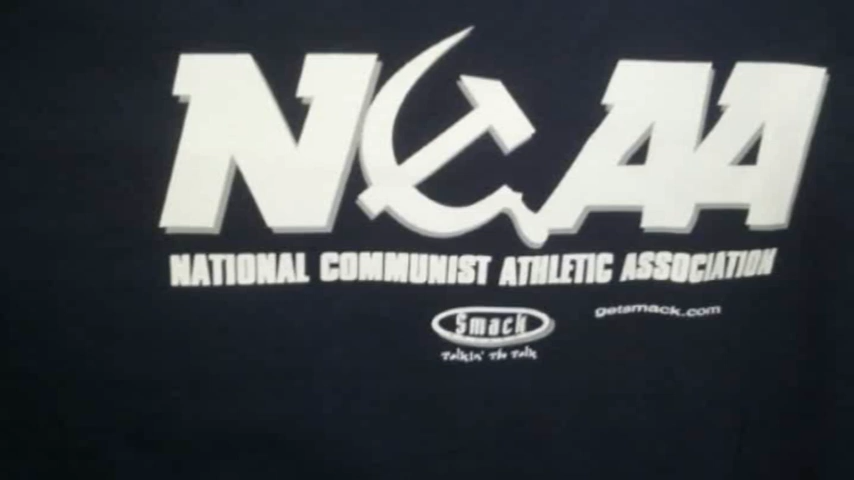 NCAA
NATIONAL COMMUNIST ATHLETIC ASSOCIATION
Smack
Talkin' The Talk
getsmack.com